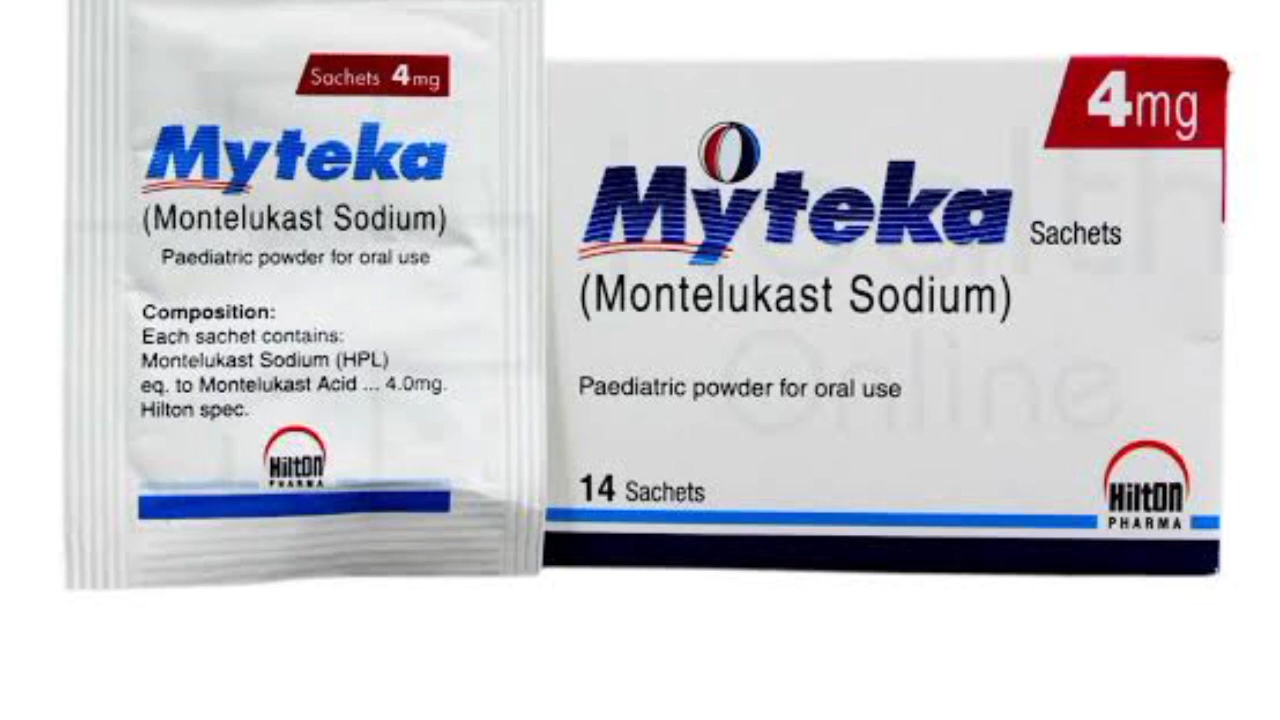 Sachets 4mg
Myteka
(Montelukast Sodium)
Paediatric powder for oral use
Composition:
Each sachet contains:
Montelukast Sodium (HPL)
eq. to Montelukast Acid ... 4.0mg.
Hilton spec.
HiltON
PHARMA
4mg
Myteka Sachets
(Montelukast Sodium)
Paediatric powder for oral use
14 Sachets
HiltON
PHARMA
Health
Online